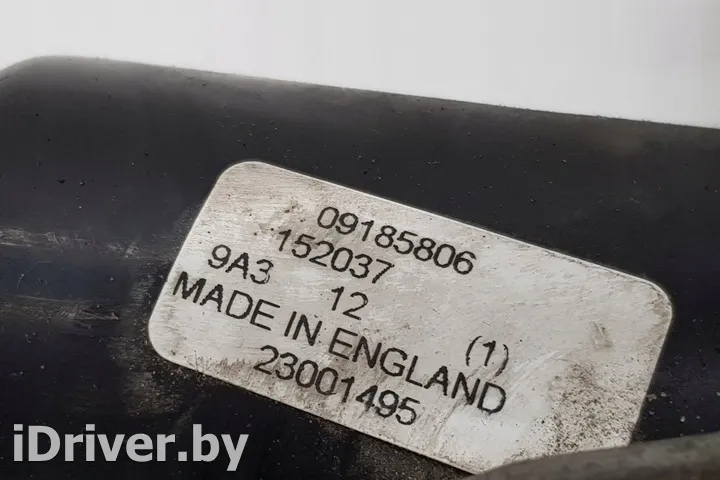 09185806
152037
9A3 12 (1)
MADE IN ENGLAND
23001495
iDriver.by